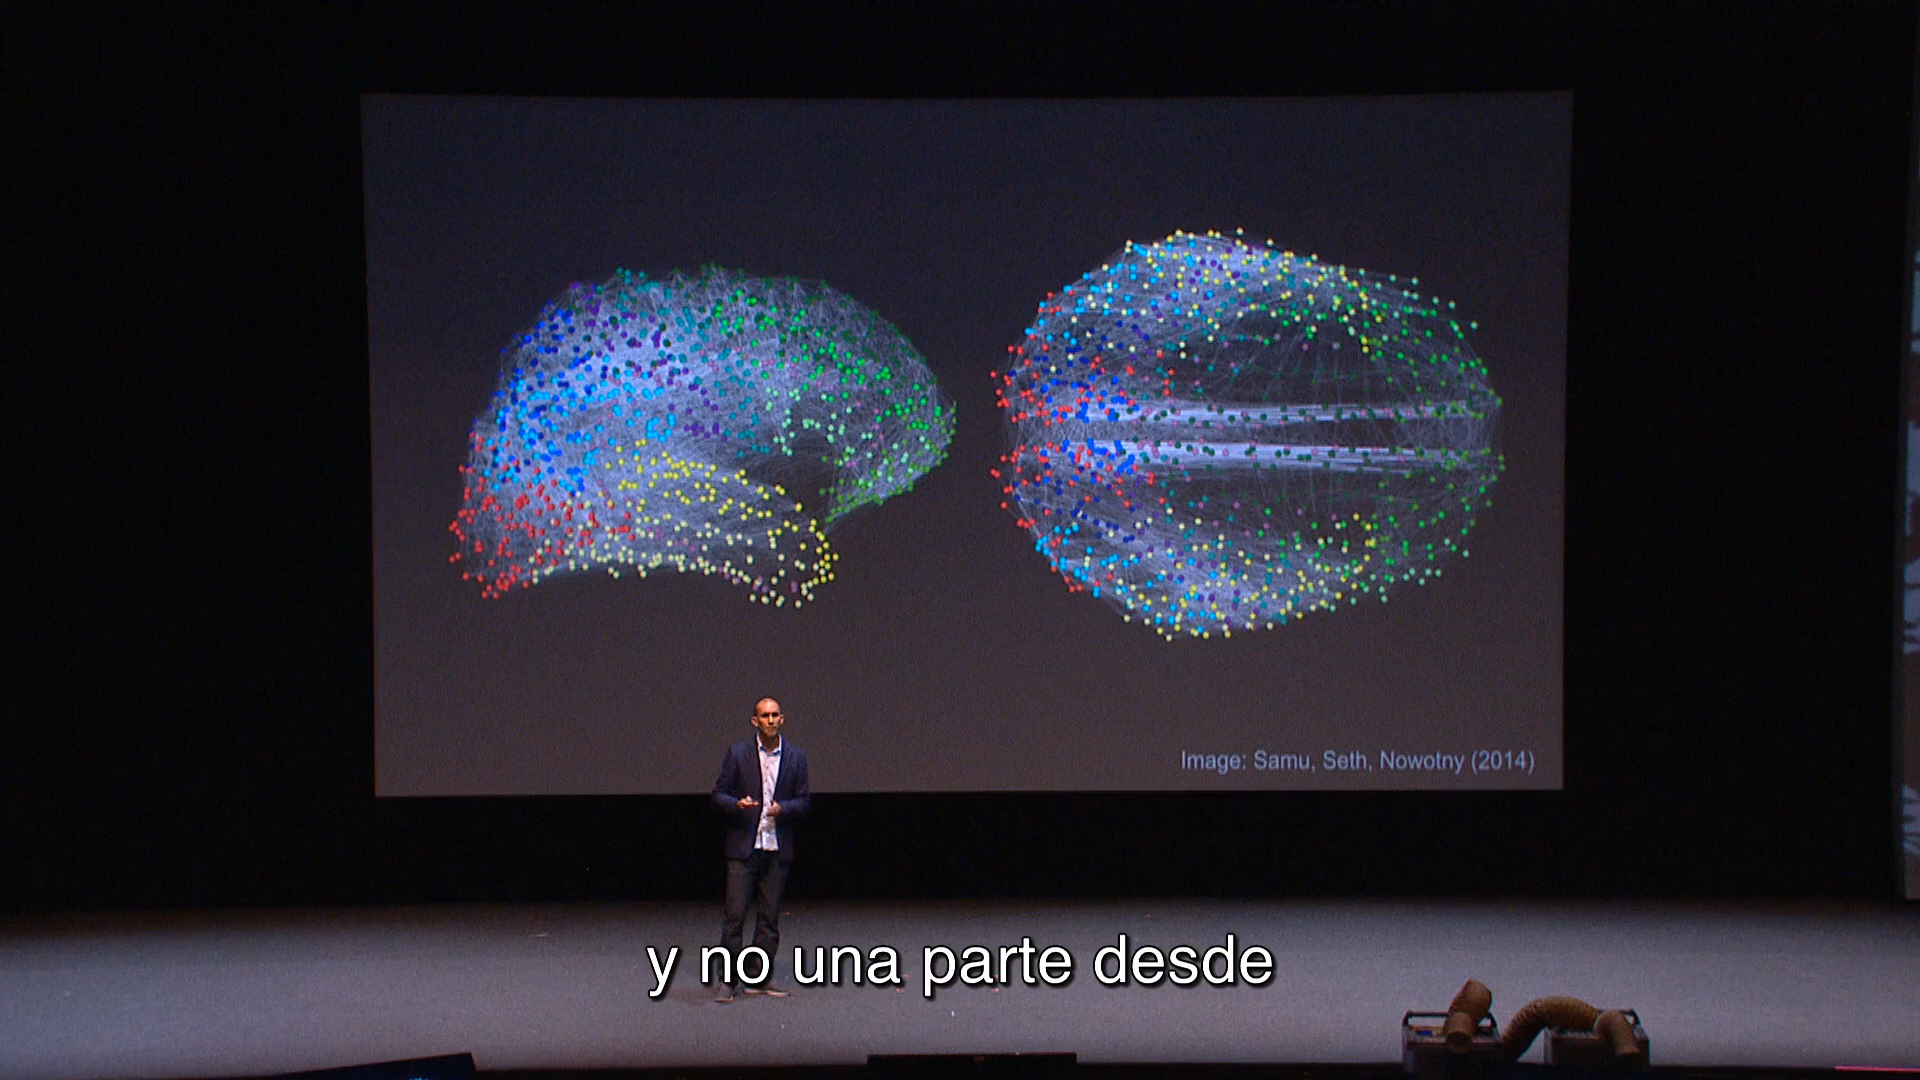 Image: Samu, Seth, Nowotny (2014)
y no una parte desde